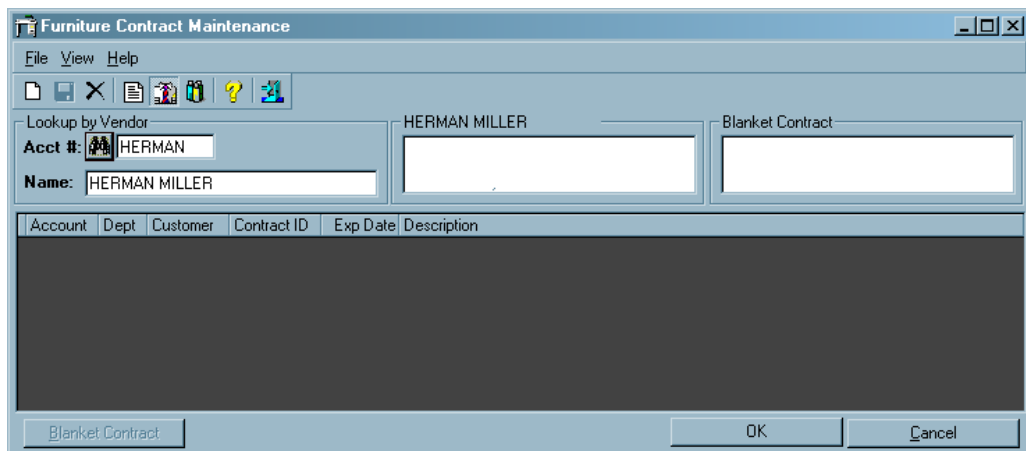 Furniture Contract Maintenance
File View Help
Lookup by Vendor
Acct #: HERMAN
Name: HERMAN MILLER
HERMAN MILLER
Blanket Contract
Account Dept Customer Contract ID Exp Date Description
Blanket Contract OK Cancel